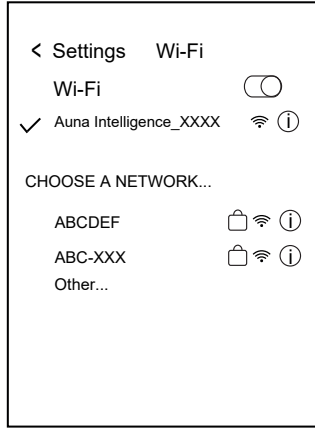 < Settings Wi-Fi
Wi-Fi
Auna Intelligence_XXXX
CHOOSE A NETWORK...
ABCDEF
ABC-XXX
Other...